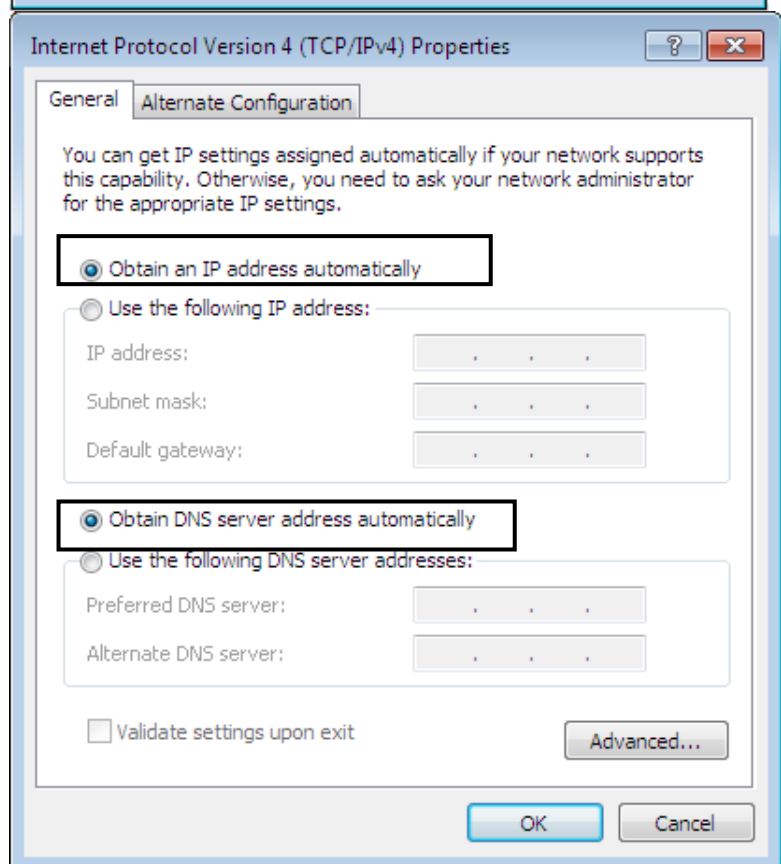 Internet Protocol Version 4 (TCP/IPv4) Properties
General
Alternate Configuration
You can get IP settings assigned automatically if your network supports
this capability. Otherwise, you need to ask your network administrator
for the appropriate IP settings.
Obtain an IP address automatically
Use the following IP address:
IP address:
Subnet mask:
Default gateway:
Obtain DNS server address automatically
Use the following DNS server addresses:
Preferred DNS server:
Alternate DNS server:
Validate settings upon exit
Advanced...
OK
Cancel